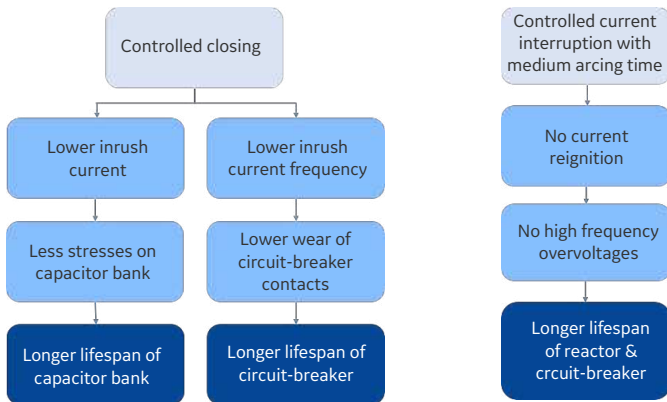 Controlled closing
Lower inrush
current
Less stresses on
capacitor bank
Longer lifespan of
capacitor bank
Lower inrush
current frequency
Lower wear of
circuit-breaker
contacts
Longer lifespan of
circuit-breaker
Controlled current
interruption with
medium arcing time
No current
reignition
No high frequency
overvoltages
Longer lifespan
of reactor &
crcuit-breaker